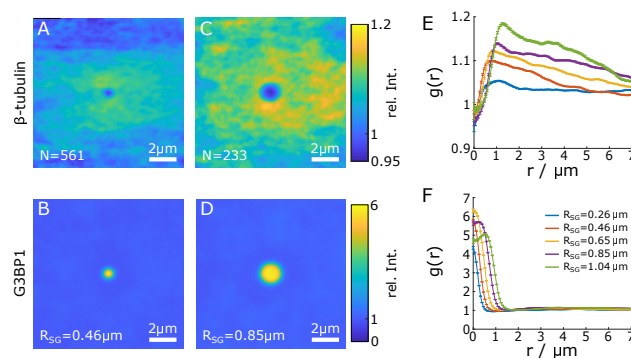 A
C
E
β-tubulin
N=561
2μm
N=233
2μm
1.2
1
0.95
rel. Int.
g(r)
1.2
1.1
1
0.9
0 1 2 3 4 5 6 7
r / μm
B
D
F
G3BP1
R_SG=0.46μm
2μm
R_SG=0.85μm
2μm
6
1
0
rel. Int.
g(r)
7
6
5
4
3
2
1
0
R_SG=0.26 μm
R_SG=0.46 μm
R_SG=0.65 μm
R_SG=0.85 μm
R_SG=1.04 μm
0 1 2 3 4 5 6 7
r / μm